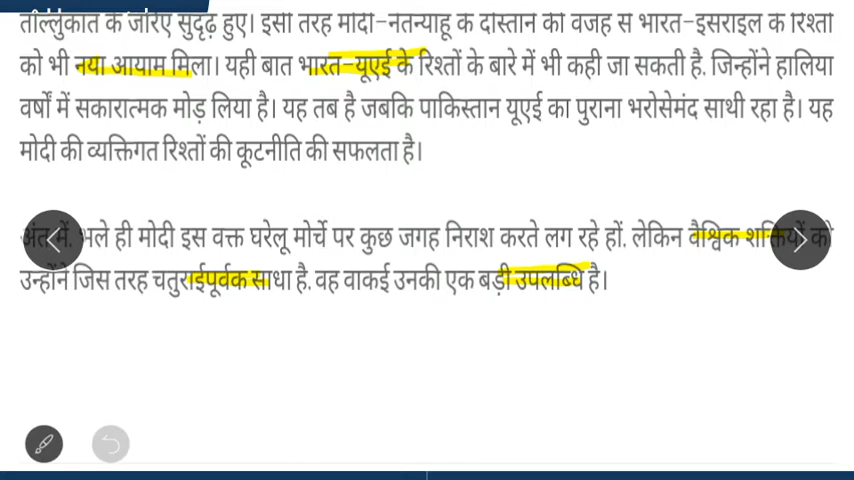 ताल्लुकात के जरिए सुदृढ़ हुए। इसी तरह मोदी-नेतन्याहू के दोस्ताने की वजह से भारत-इसराइल के रिश्तों
को भी नया आयाम मिला। यही बात भारत-यूएई के रिश्तों के बारे में भी कही जा सकती है, जिन्होंने हालिया
वर्षों में सकारात्मक मोड़ लिया है। यह तब है जबकि पाकिस्तान यूएई का पुराना भरोसेमंद साथी रहा है। यह
मोदी की व्यक्तिगत रिश्तों की कूटनीति की सफलता है।
अंत में, भले ही मोदी इस वक्त घरेलू मोर्चे पर कुछ जगह निराश करते लग रहे हों, लेकिन वैश्विक शक्तियों को
उन्होंने जिस तरह चतुराईपूर्वक साधा है, वह वाकई उनकी एक बड़ी उपलब्धि है।